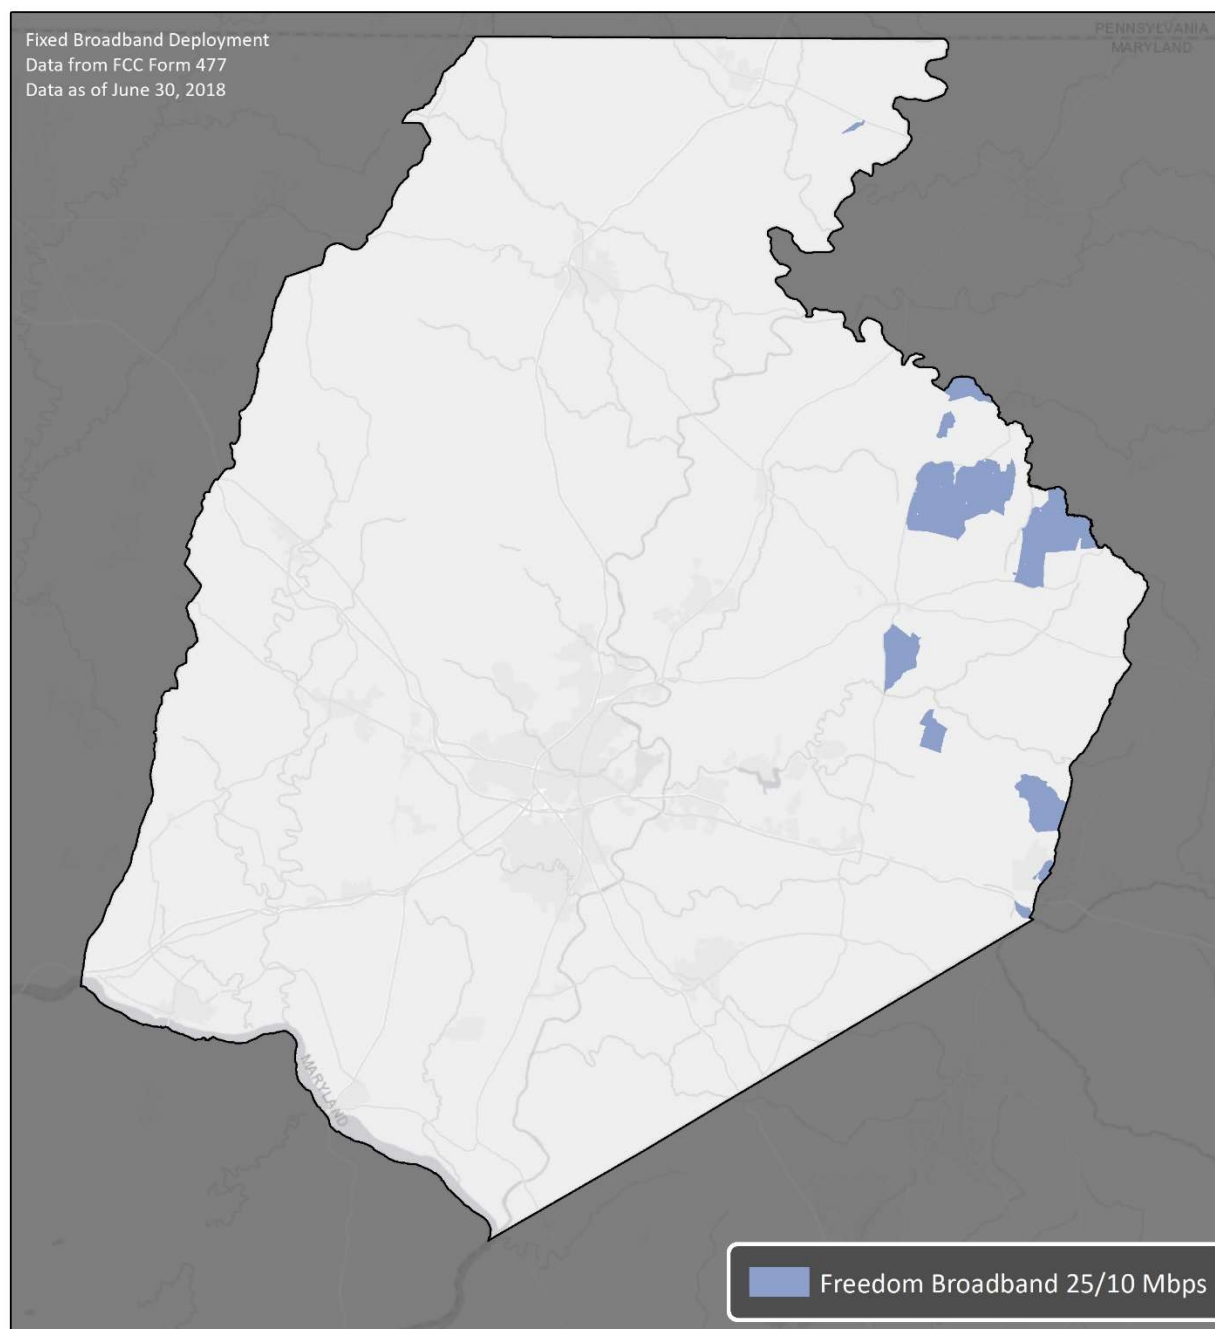 Fixed Broadband Deployment
Data from FCC Form 477
Data as of June 30, 2018
PENNSYLVANIA
MARYLAND
MARYLAND
Freedom Broadband 25/10 Mbps